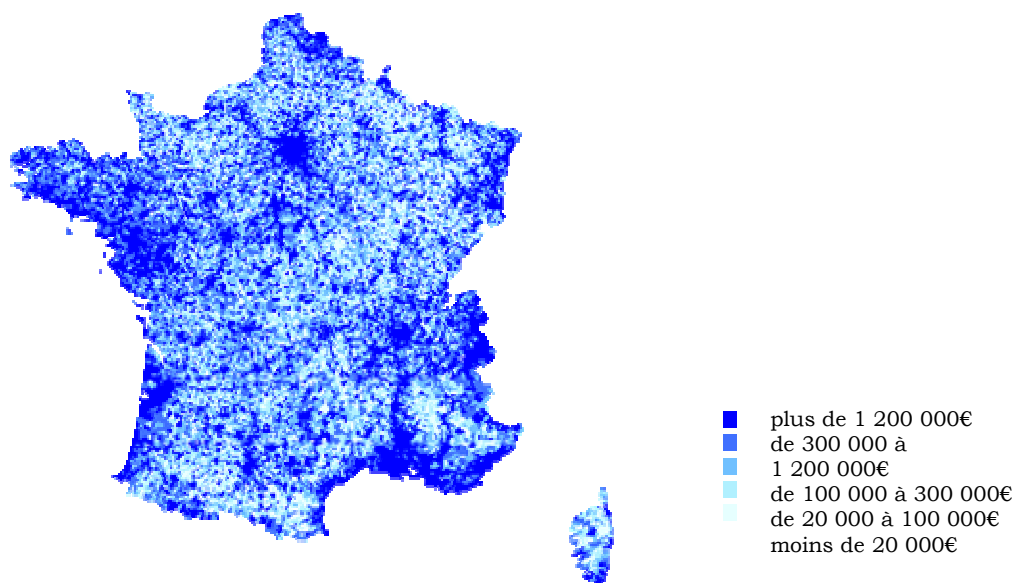 plus de 1 200 000€
de 300 000 à
1 200 000€
de 100 000 à 300 000€
de 20 000 à 100 000€
moins de 20 000€